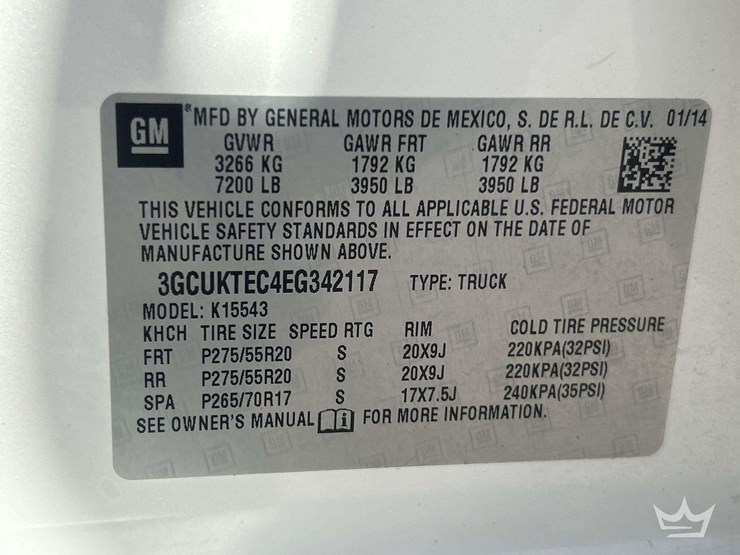 GM
®MFD BY GENERAL MOTORS DE MEXICO, S. DE R.L. DE C.V. 01/14
GVWR GAWR FRT GAWR RR
3266 KG 1792 KG 1792 KG
7200 LB 3950 LB 3950 LB
THIS VEHICLE CONFORMS TO ALL APPLICABLE U.S. FEDERAL MOTOR
VEHICLE SAFETY STANDARDS IN EFFECT ON THE DATE OF
MANUFACTURE SHOWN ABOVE.
3GCUKTEC4EG342117 TYPE: TRUCK
MODEL: K15543
KHCH TIRE SIZE SPEED RTG RIM COLD TIRE PRESSURE
FRT P275/55R20 S 20X9J 220KPA(32PSI)
RR P275/55R20 S 20X9J 220KPA(32PSI)
SPA P265/70R17 S 17X7.5J 240KPA(35PSI)
SEE OWNER'S MANUAL i FOR MORE INFORMATION.